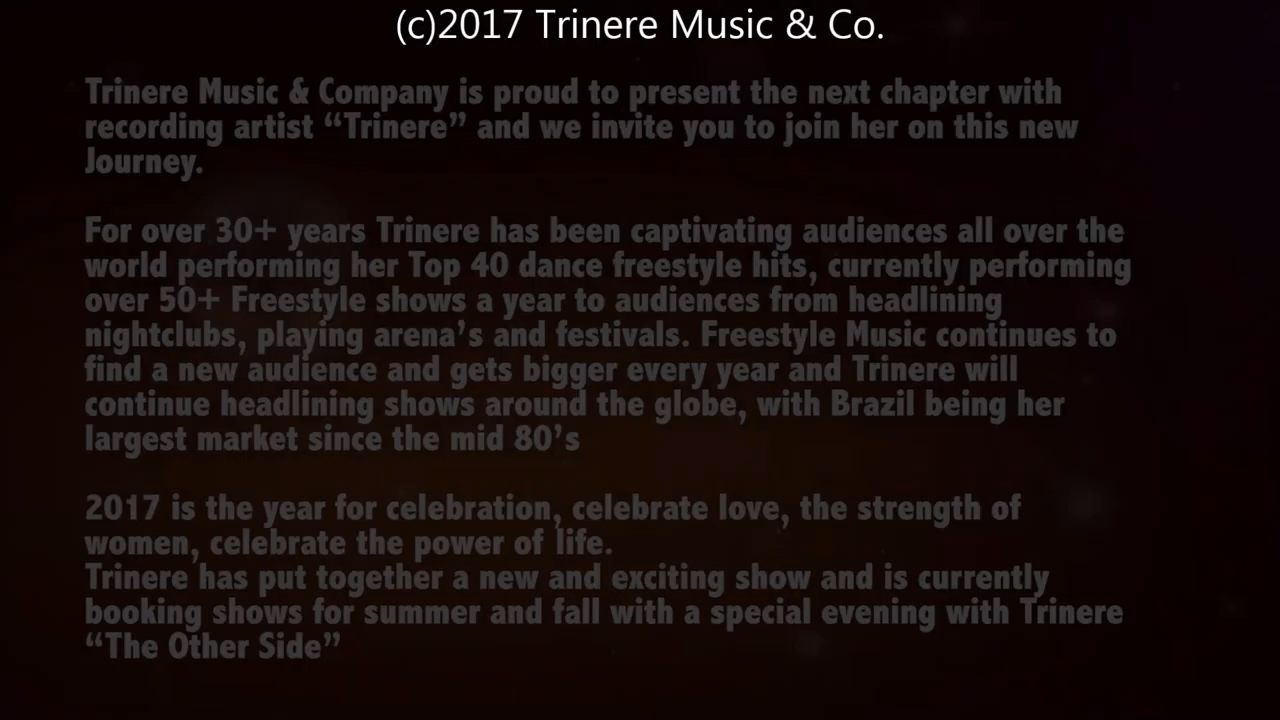 (c)2017 Trinere Music & Co.
Trinere Music & Company is proud to present the next chapter with
recording artist “Trinere” and we invite you to join her on this new
Journey.
For over 30+ years Trinere has been captivating audiences all over the
world performing her Top 40 dance freestyle hits, currently performing
over 50+ Freestyle shows a year to audiences from headlining
nightclubs, playing arena’s and festivals. Freestyle Music continues to
find a new audience and gets bigger every year and Trinere will
continue headlining shows around the globe, with Brazil being her
largest market since the mid 80’s
2017 is the year for celebration, celebrate love, the strength of
women, celebrate the power of life.
Trinere has put together a new and exciting show and is currently
booking shows for summer and fall with a special evening with Trinere
“The Other Side”